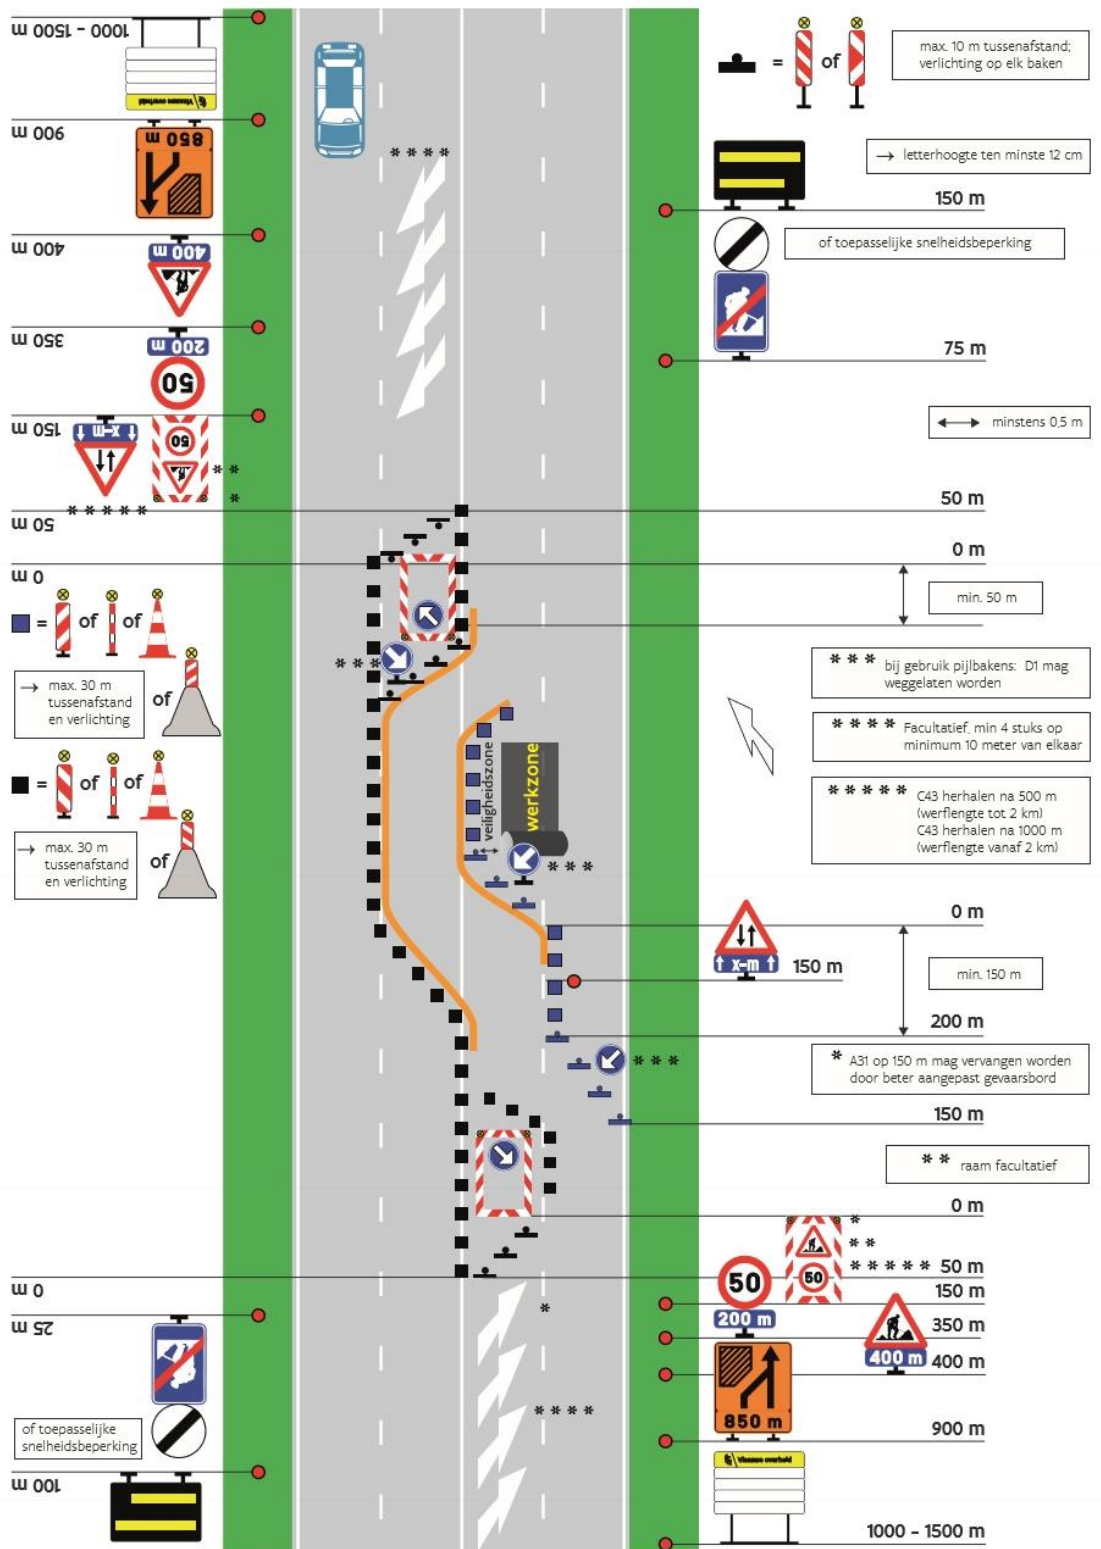 1000 - 1500 m
Vlaamse overheid
900 m
850 m
400 m
400 m
350 m
200 m
50
150 m
↓ x-m ↓
50
* *
*
* * * * *
50 m
0 m
= of of
→ max. 30 m
tussenafstand
en verlichting
of
= of of
→ max. 30 m
tussenafstand
en verlichting
of
0 m
25 m
of toepasselijke
snelheidsbeperking
100 m
* * * *
* * *
veiligheidszone
werkzone
* * *
* * *
*
* * * *
= of
max. 10 m tussenafstand;
verlichting op elk baken
→ letterhoogte ten minste 12 cm
150 m
of toepasselijke snelheidsbeperking
75 m
minstens 0,5 m
50 m
0 m
min. 50 m
* * * bij gebruik pijlbakens: D1 mag
weggelaten worden
* * * * Facultatief, min 4 stuks op
minimum 10 meter van elkaar
* * * * * C43 herhalen na 500 m
(werflengte tot 2 km)
C43 herhalen na 1000 m
(werflengte vanaf 2 km)
0 m
↑ x-m ↑
150 m
min. 150 m
200 m
* A31 op 150 m mag vervangen worden
door beter aangepast gevaarsbord
150 m
* * raam facultatief
0 m
*
* *
* * * * *
50 m
50
50
150 m
200 m
350 m
400 m
400 m
850 m
900 m
Vlaamse overheid
1000 - 1500 m